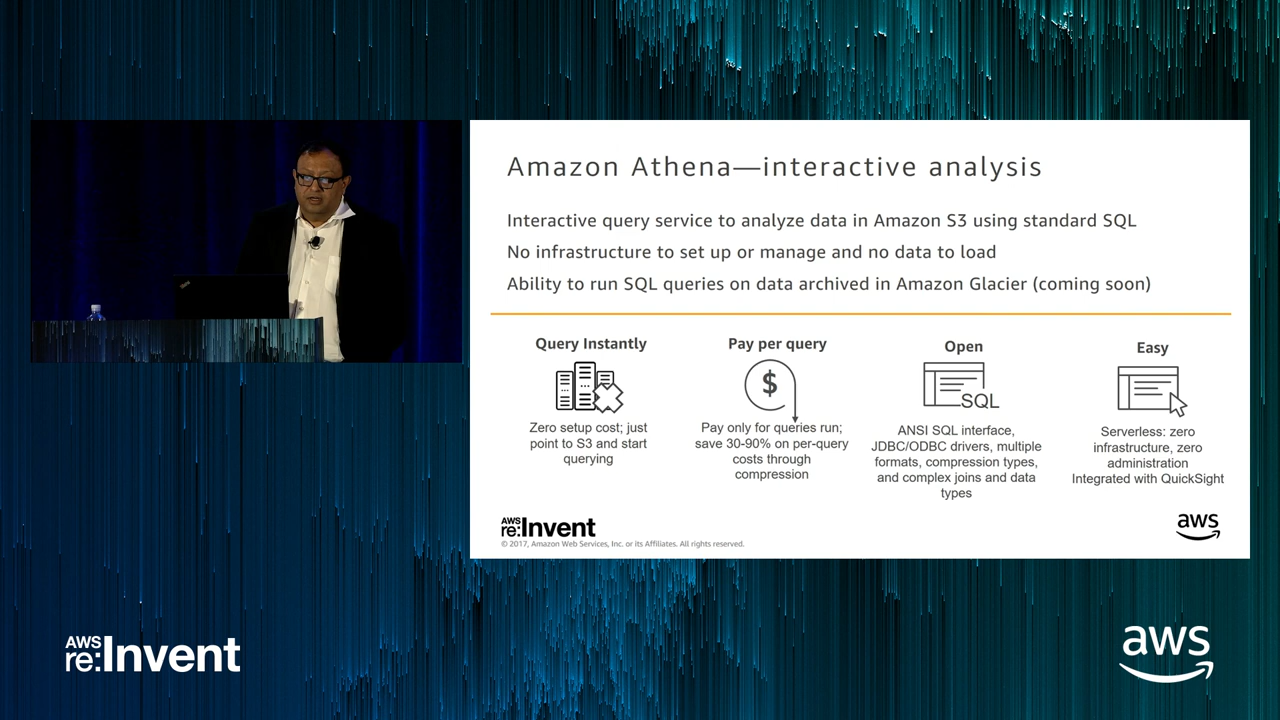 Amazon Athena—interactive analysis
Interactive query service to analyze data in Amazon S3 using standard SQL
No infrastructure to set up or manage and no data to load
Ability to run SQL queries on data archived in Amazon Glacier (coming soon)
Query Instantly
Zero setup cost; just
point to S3 and start
querying
Pay per query
$
Pay only for queries run;
save 30-90% on per-query
costs through
compression
Open
SQL
ANSI SQL interface,
JDBC/ODBC drivers, multiple
formats, compression types,
and complex joins and data
types
Easy
Serverless: zero
infrastructure, zero
administration
Integrated with QuickSight
AWS
re:Invent
© 2017, Amazon Web Services, Inc. or its Affiliates. All rights reserved.
aws
AWS
re:Invent
aws